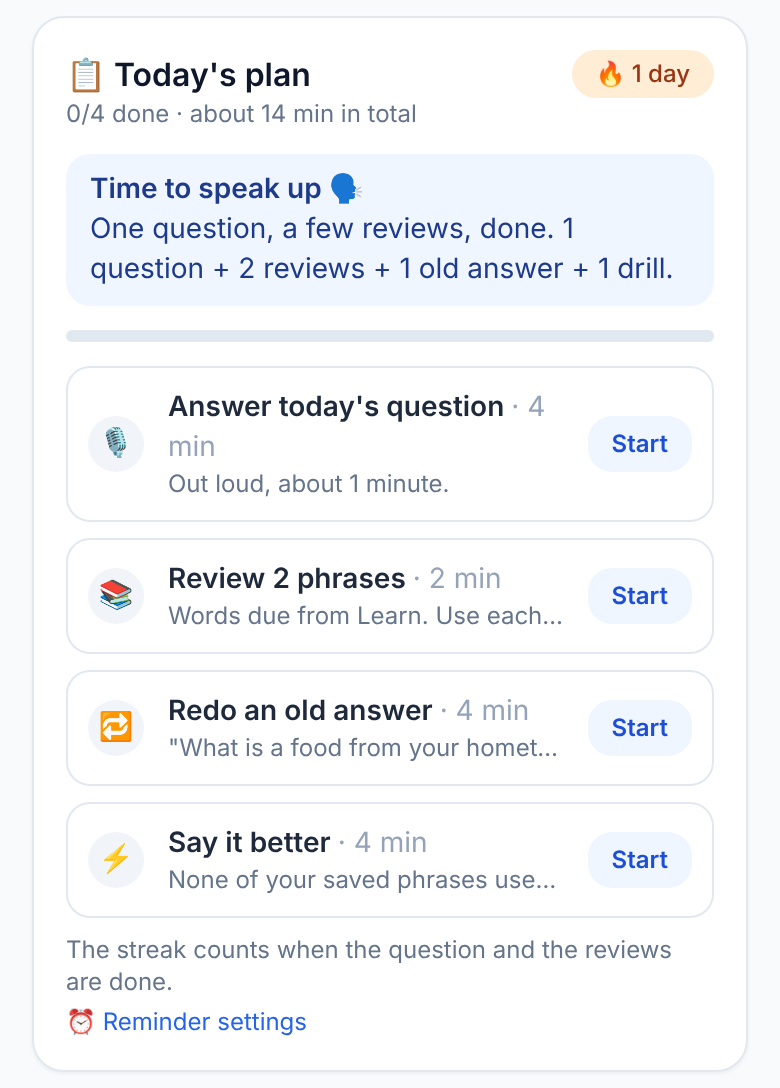 📋 Today's plan
🔥 1 day
0/4 done · about 14 min in total
Time to speak up 🗣️
One question, a few reviews, done. 1
question + 2 reviews + 1 old answer + 1 drill.
Answer today's question · 4
min
Out loud, about 1 minute.
Start
Review 2 phrases · 2 min
Words due from Learn. Use each...
Start
Redo an old answer · 4 min
"What is a food from your homet...
Start
Say it better · 4 min
None of your saved phrases use...
Start
The streak counts when the question and the reviews
are done.
⏰ Reminder settings